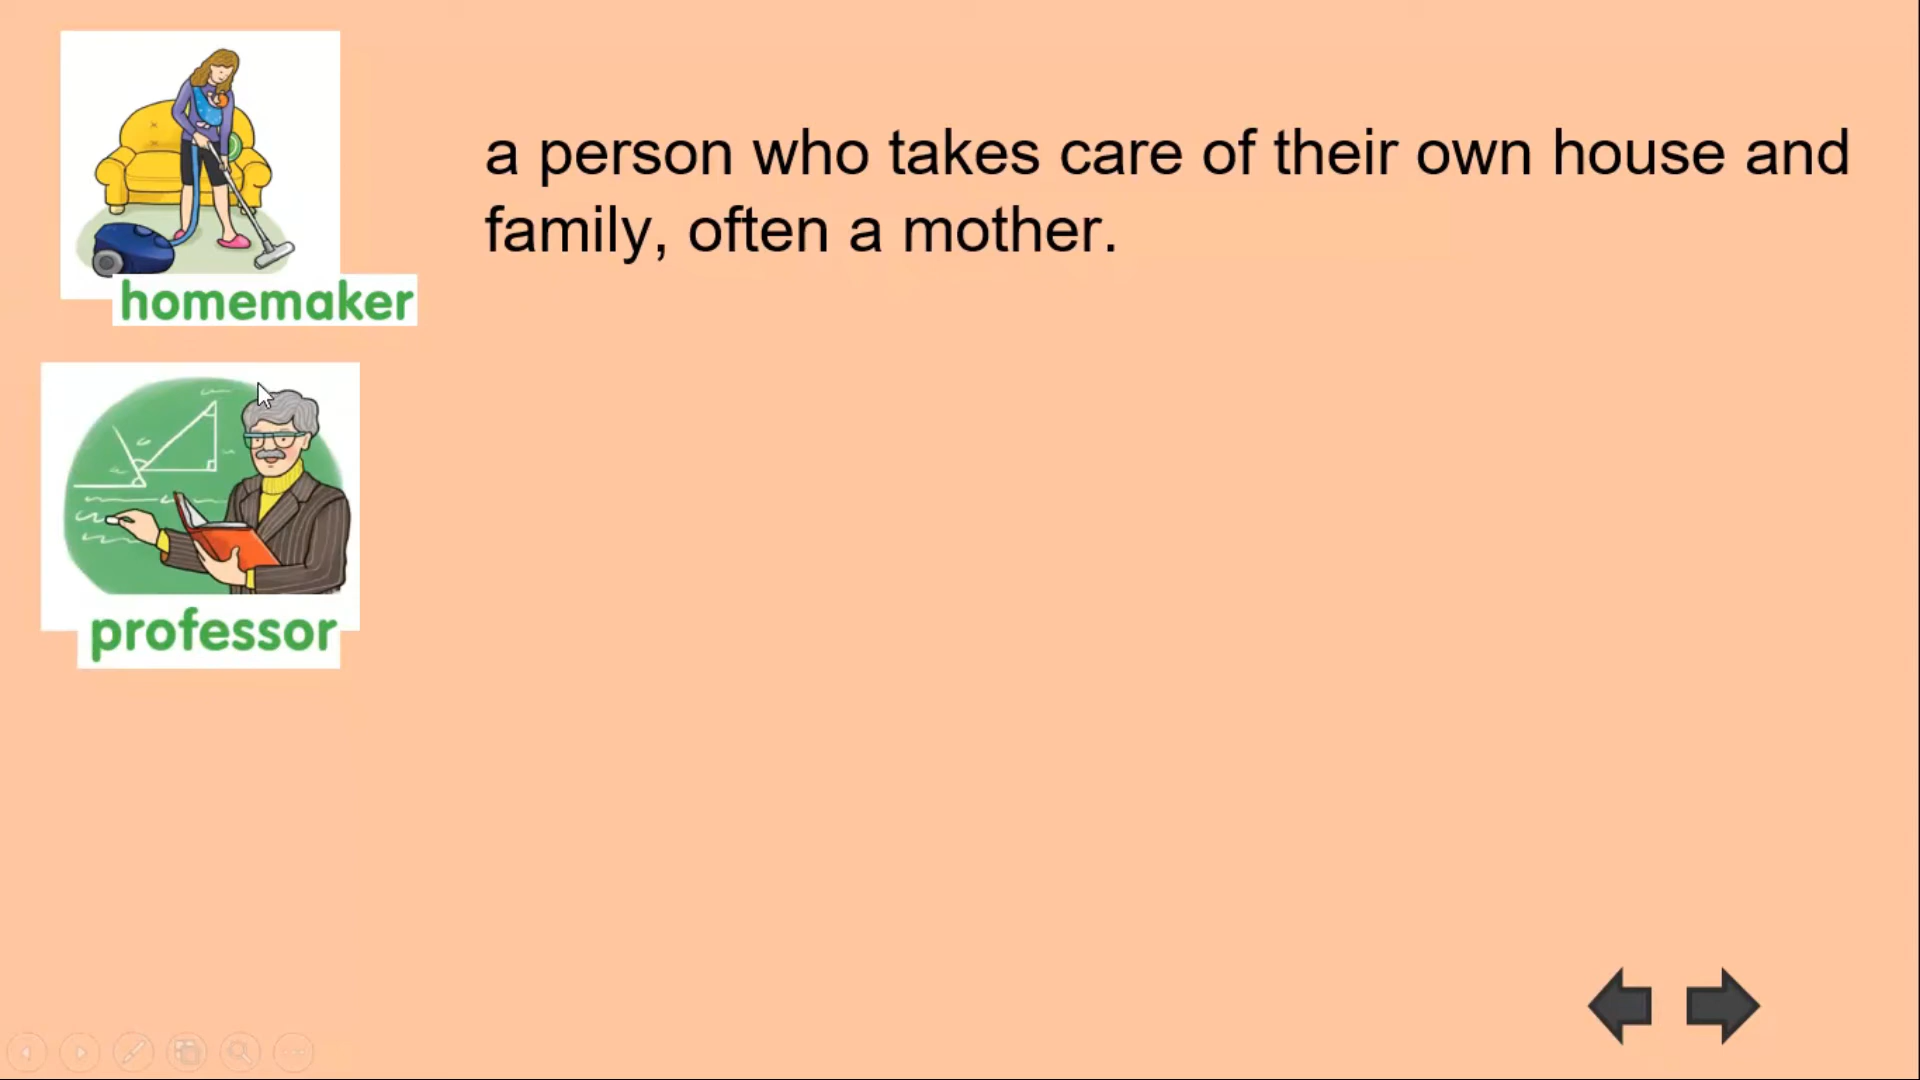 a person who takes care of their own house and
family, often a mother.
homemaker
professor